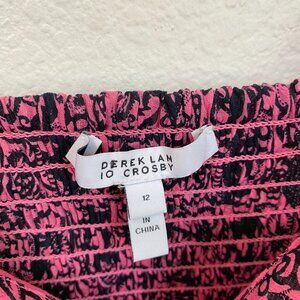 DEREK LAM
10 CROSBY
12
IN
CHINA